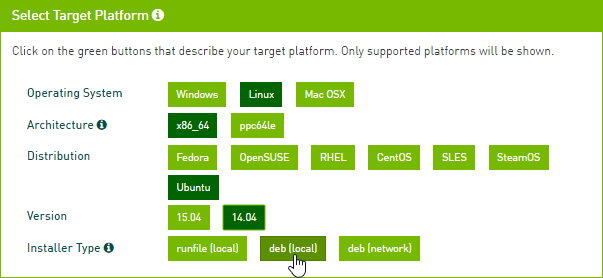 Select Target Platform
Click on the green buttons that describe your target platform. Only supported platforms will be shown.
Operating System Windows Linux Mac OSX
Architecture x86_64 ppc64le
Distribution Fedora OpenSUSE RHEL CentOS SLES SteamOS
Ubuntu
Version 15.04 14.04
Installer Type runfile (local) deb (local) deb (network)